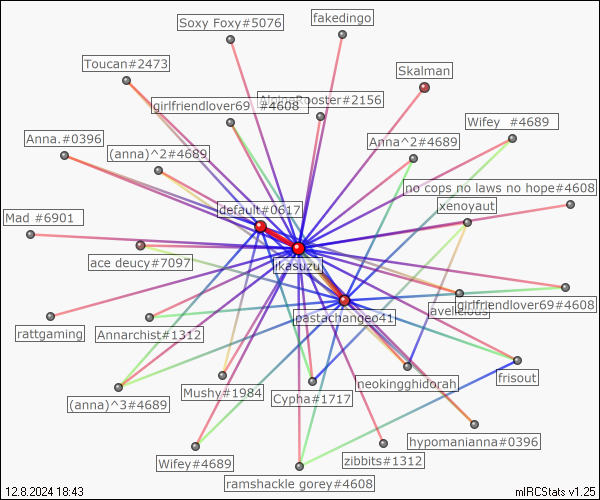 Soxy Foxy#5076
fakedingo
Toucan#2473
Skalman
girlfriendlover69 #4608
AlpineRooster#2156
Anna.#0396
(anna)^2#4689
Anna^2#4689
Wifey #4689
no cops no laws no hope#4608
xenoyaut
default#0617
Mad #6901
ace deucy#7097
ikasuzu
pastachangeo41
avellcious
girlfriendlover69#4608
rattgaming
Annarchist#1312
(anna)^3#4689
Mushy#1984
Cypha#1717
neokingghidorah
frisout
Wifey#4689
ramshackle gorey#4608
zibbits#1312
hypomanianna#0396
12.8.2024 18:43
mIRCStats v1.25